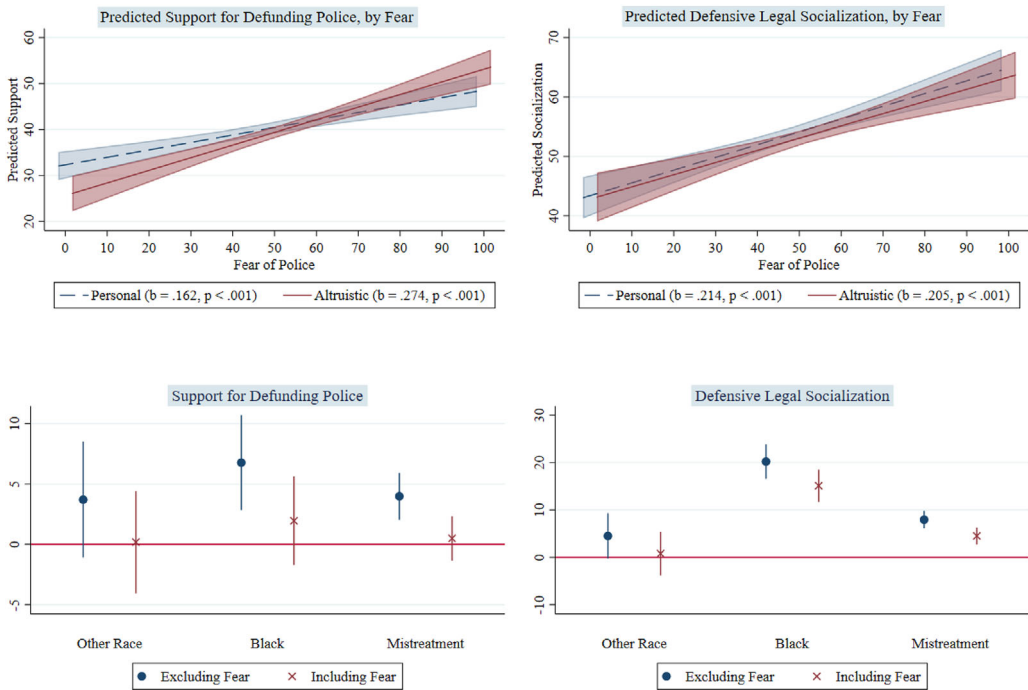 Predicted Support for Defunding Police, by Fear
Predicted Support
60
50
40
30
20
0 10 20 30 40 50 60 70 80 90 100
Fear of Police
Personal (b = .162, p < .001) Altruistic (b = .274, p < .001)
Predicted Defensive Legal Socialization, by Fear
Predicted Socialization
70
60
50
40
0 10 20 30 40 50 60 70 80 90 100
Fear of Police
Personal (b = .214, p < .001) Altruistic (b = .205, p < .001)
Support for Defunding Police
10
5
0
-5
Other Race Black Mistreatment
Excluding Fear Including Fear
Defensive Legal Socialization
30
20
10
0
-10
Other Race Black Mistreatment
Excluding Fear Including Fear